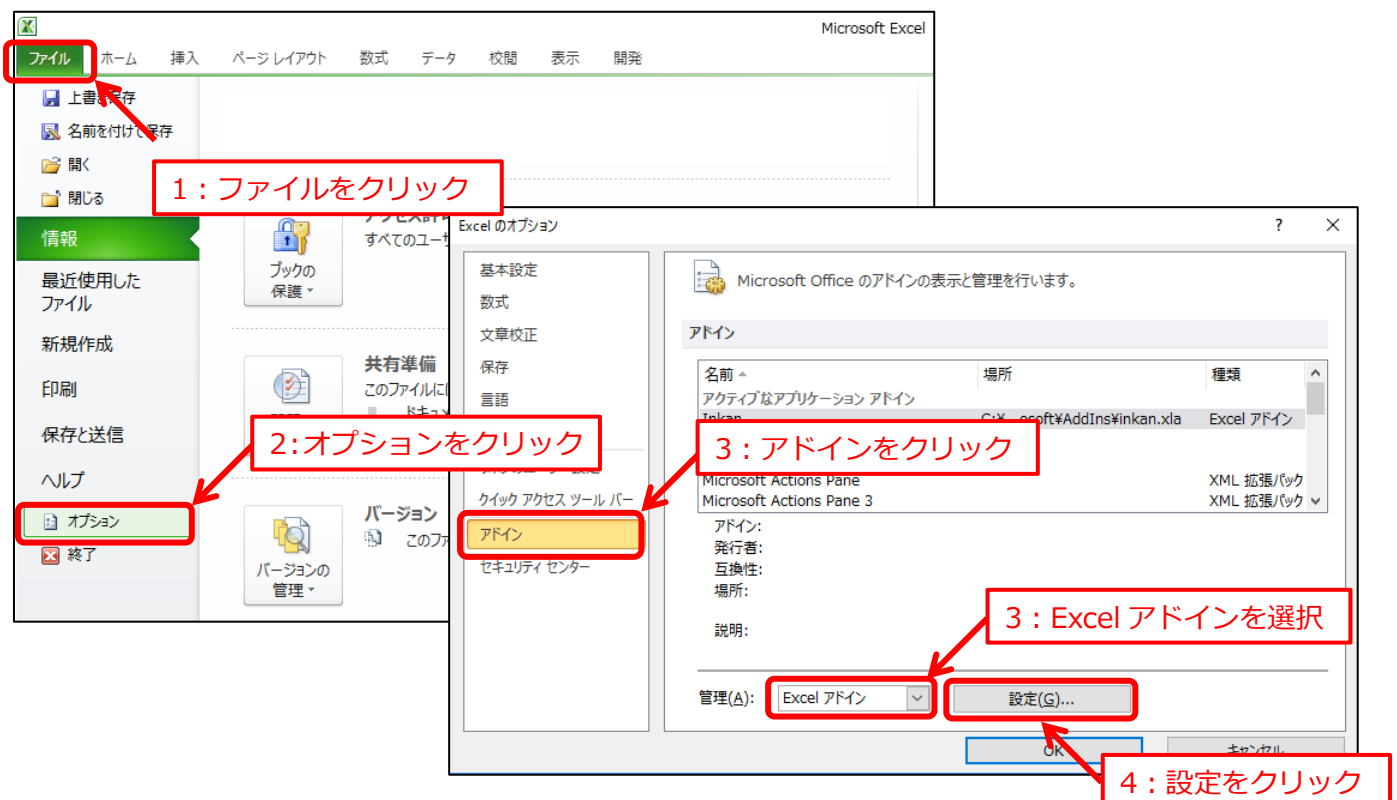 Microsoft Excel
ファイル ホーム 挿入 ページ レイアウト 数式 データ 校閲 表示 開発
上書き保存
名前を付けて保存
開く
閉じる
1：ファイルをクリック
情報
最近使用した
ファイル
新規作成
印刷
保存と送信
ヘルプ
オプション
終了
すべてのユーザ
ブックの
保護
共有準備
このファイルに
ドキュメ
2:オプションをクリック
バージョン
このファ
バージョンの
管理
Excel のオプション ? ×
基本設定
数式
文章校正
保存
言語
クイック アクセス ツール バー
アドイン
セキュリティ センター
Microsoft Office のアドインの表示と管理を行います。
アドイン
名前 場所 種類
アクティブなアプリケーション アドイン
Inkan C:¥...osoft¥AddIns¥inkan.xla Excel アドイン
3：アドインをクリック
Microsoft Actions Pane XML 拡張パック
Microsoft Actions Pane 3 XML 拡張パック
アドイン:
発行者:
互換性:
場所:
説明:
3：Excel アドインを選択
管理(A): Excel アドイン 設定(G)...
OK キャンセル
4：設定をクリック